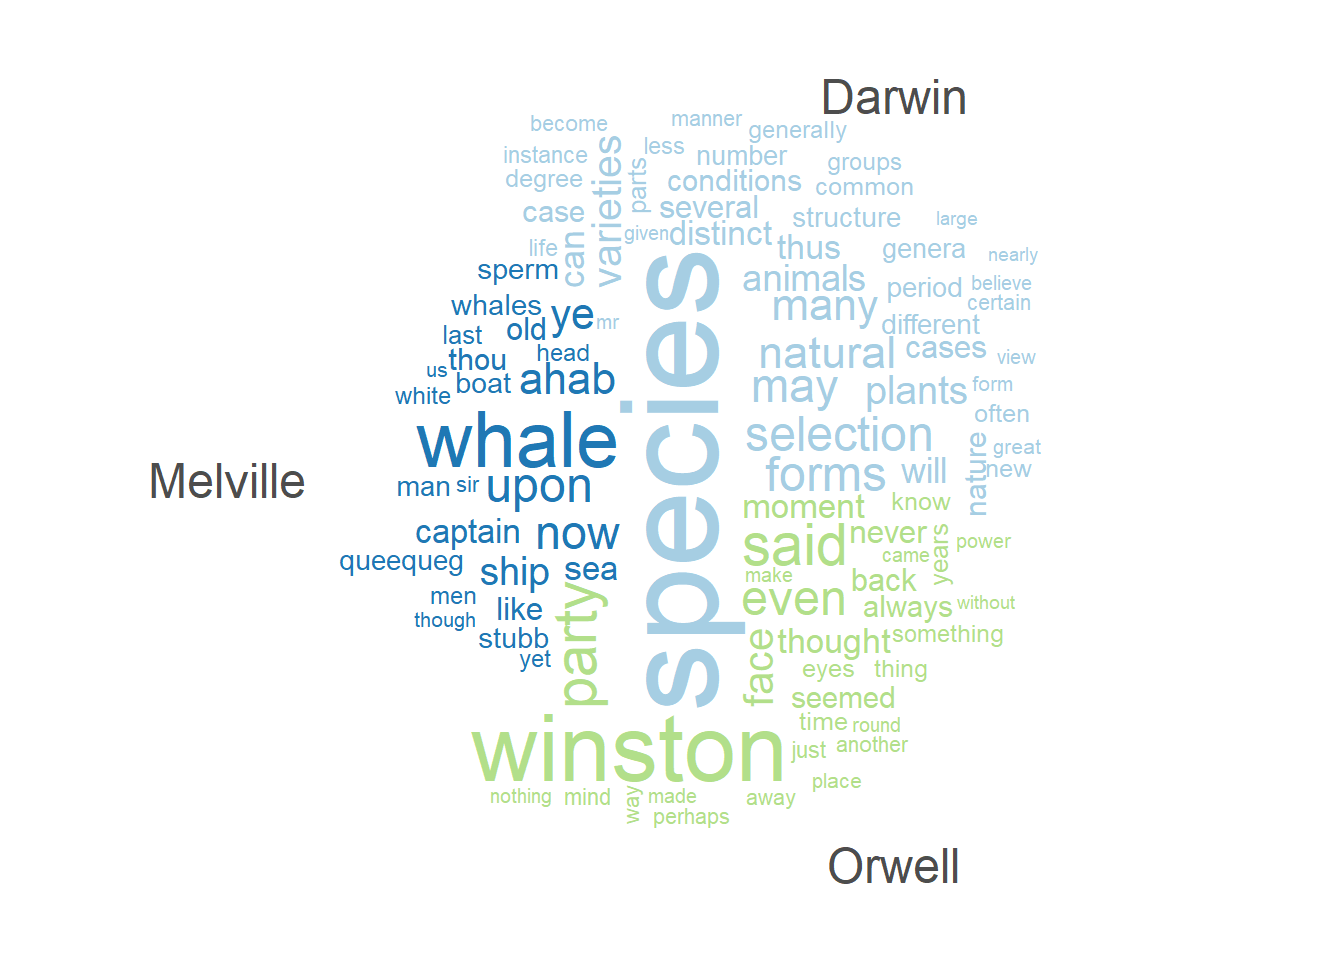 Darwin
become
manner
generally
instance
less
number
groups
degree
varieties
parts
conditions
common
case
several
structure
large
life
can
given
distinct
thus
genera
nearly
sperm
animals
period
believe
whales
ye
mr
many
certain
last
old
different
us
thou
head
natural
cases
view
white
boat
ahab
species
may
plants
form
often
whale
selection
great
Melville
man
sir
upon
forms
will
nature
new
moment
know
captain
now
said
never
years
power
queequeg
ship
sea
make
back
came
men
like
party
even
always
without
though
stubb
face
thought
something
yet
eyes
thing
seemed
winston
time
round
just
another
place
nothing
mind
way
made
away
perhaps
Orwell